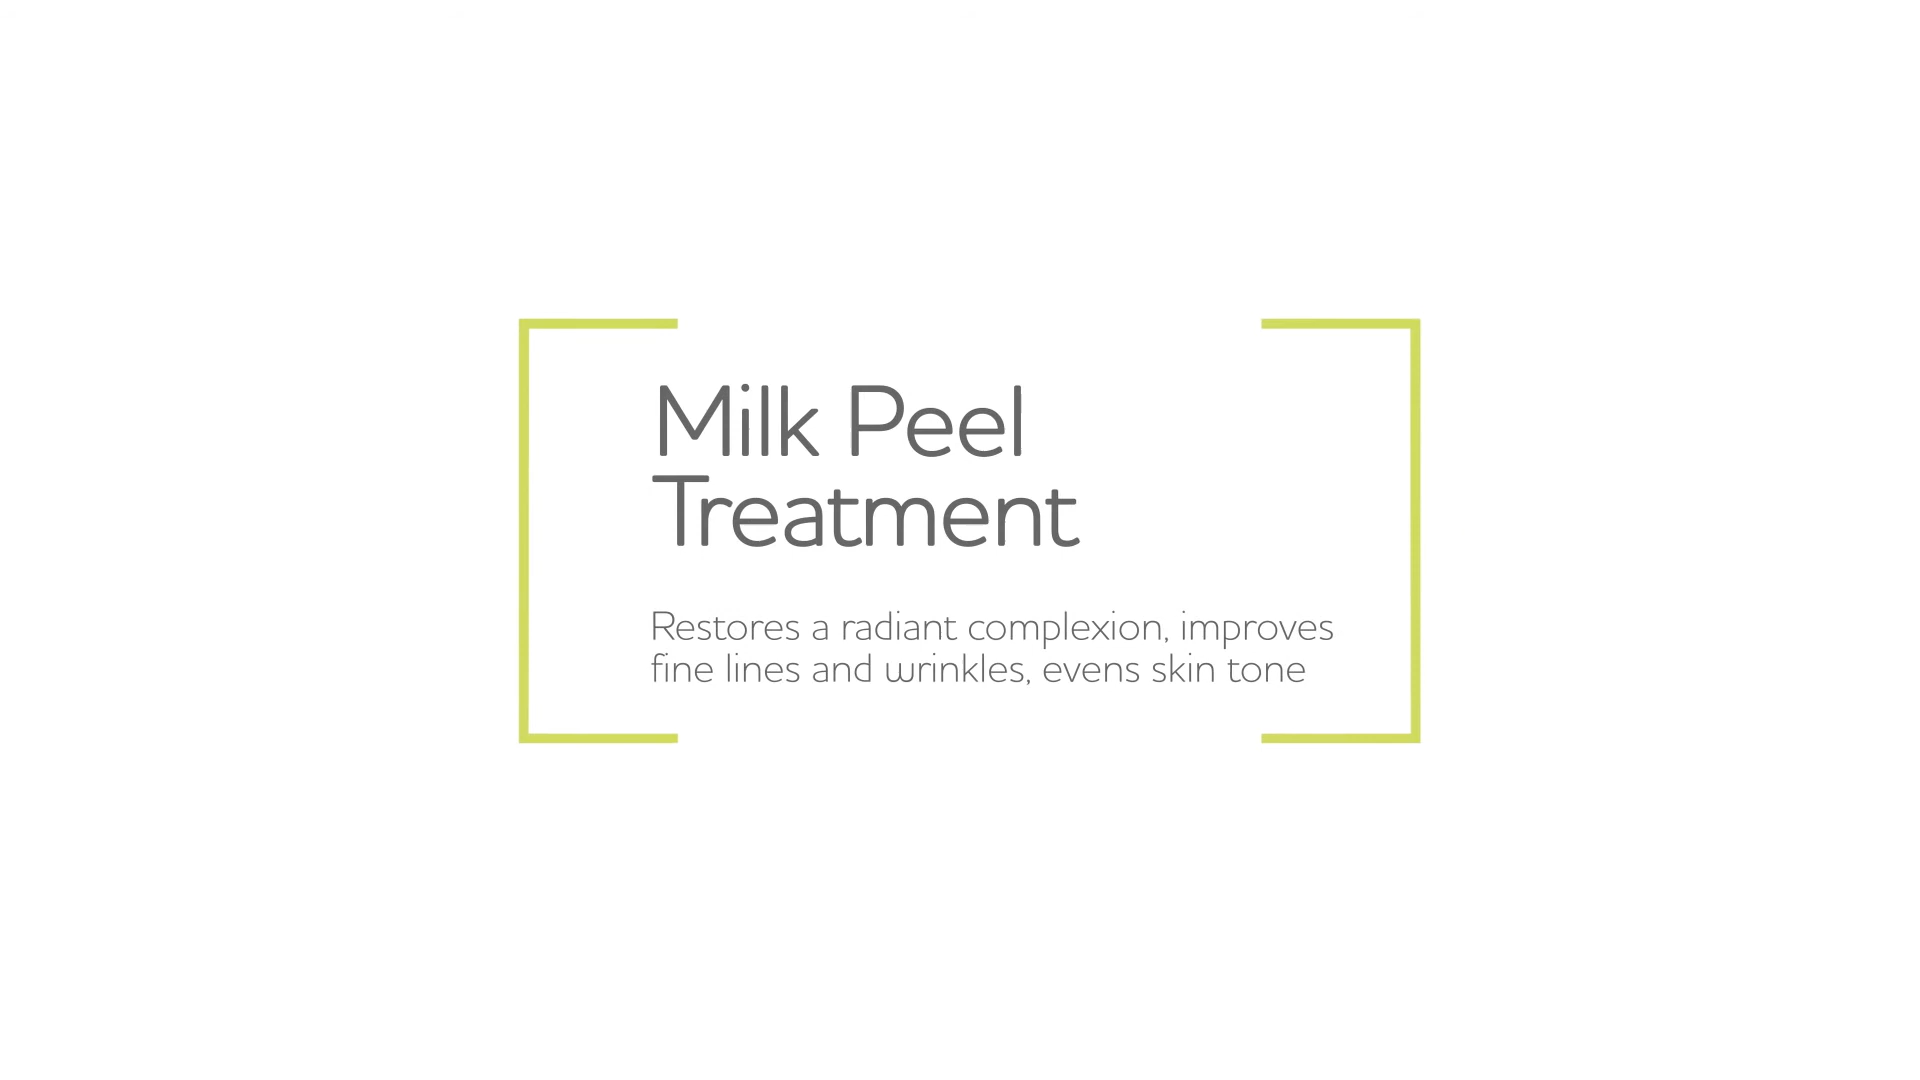 Milk Peel
Treatment
Restores a radiant complexion, improves
fine lines and wrinkles, evens skin tone